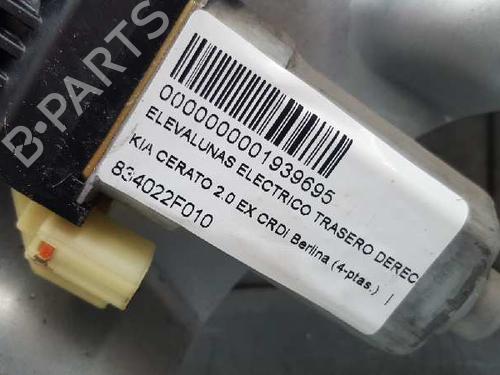 B-PARTS
0000000001939695
ELEVALUNAS ELECTRICO TRASERO DEREC
KIA CERATO 2.0 EX CRDI Berlina (4-ptas.) |
834022F010